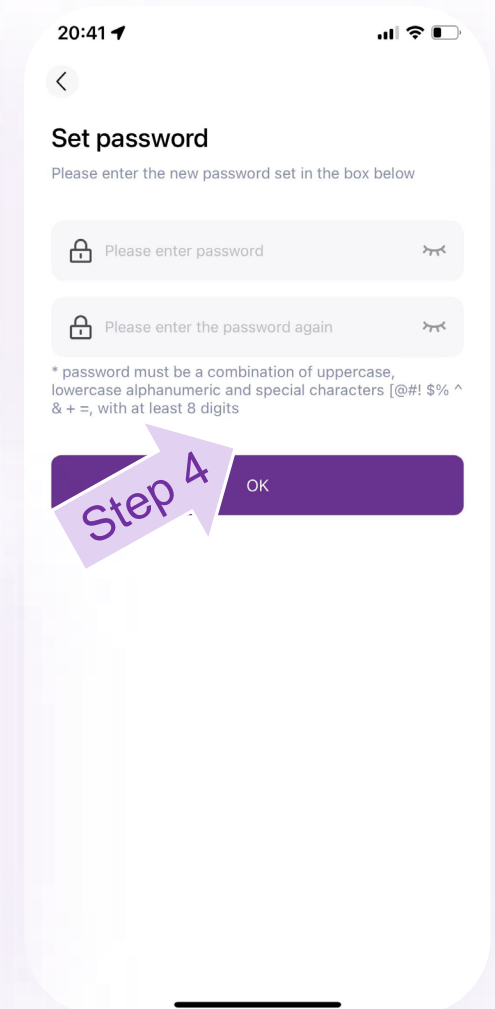 20:41
Set password
Please enter the new password set in the box below
Please enter password
Please enter the password again
* password must be a combination of uppercase,
lowercase alphanumeric and special characters [@#! $% ^
& + =, with at least 8 digits
OK
Step 4